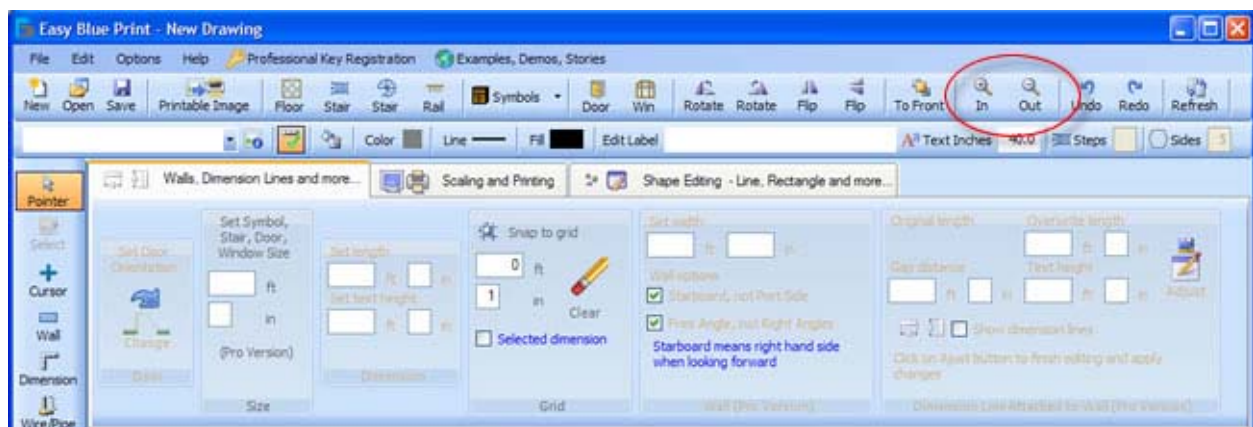 Easy Blue Print - New Drawing
File Edit Options Help Professional Key Registration Examples, Demos, Stories
New Open Save Printable Image Floor Stair Star Rail Symbols Door Win Rotate Rotate Flip Flip To Front In Out Undo Redo Refresh
Color Line Fill Edit Label Text Inches 40.0 Steps Sides 5
Pointer
Select
Cursor
Wall
Dimension
Wire/Pipe
Walls, Dimension Lines and more... Scaling and Printing Shape Editing - Line, Rectangle and more...
Set Door
Orientation
Change
Door
Set Symbol,
Stair, Door,
Window Size
ft
in
(Pro Version)
Size
Set length
ft in
Set text height
ft in
Dimension
Snap to grid
0 ft
1 in
Clear
Selected dimension
Grid
Set width
ft in
Wall options
Starboard, not Port Side
Free Angle, not Right Angles
Starboard means right hand side
when looking forward
Wall (Pro Version)
Original length Overwrite length
ft in
Gap distance Text height
ft in ft in Adjust
Show dimension lines
Click on Ajust button to finish editing and apply
changes
Dimension Line Attached to Wall (Pro Version)